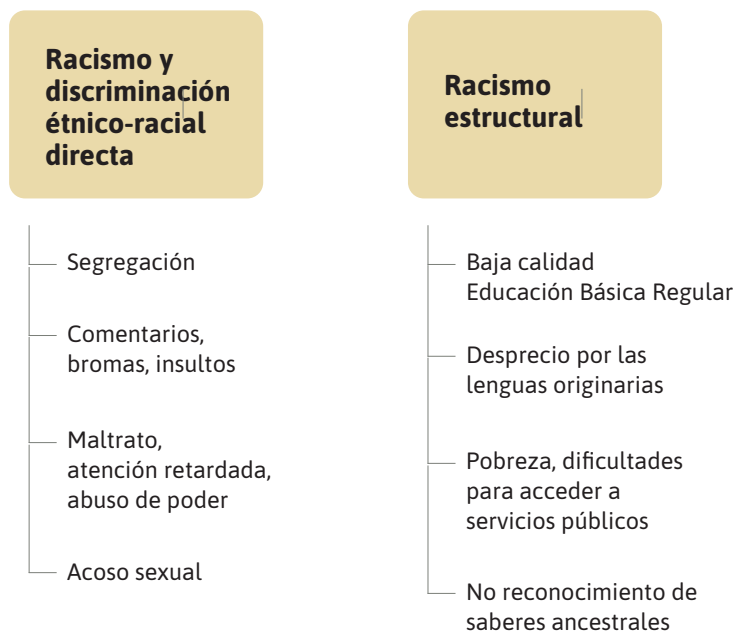 Racismo y
discriminación
étnico-racial
directa
Segregación
Comentarios,
bromas, insultos
Maltrato,
atención retardada,
abuso de poder
Acoso sexual
Racismo
estructural
Baja calidad
Educación Básica Regular
Desprecio por las
lenguas originarias
Pobreza, dificultades
para acceder a
servicios públicos
No reconocimiento de
saberes ancestrales